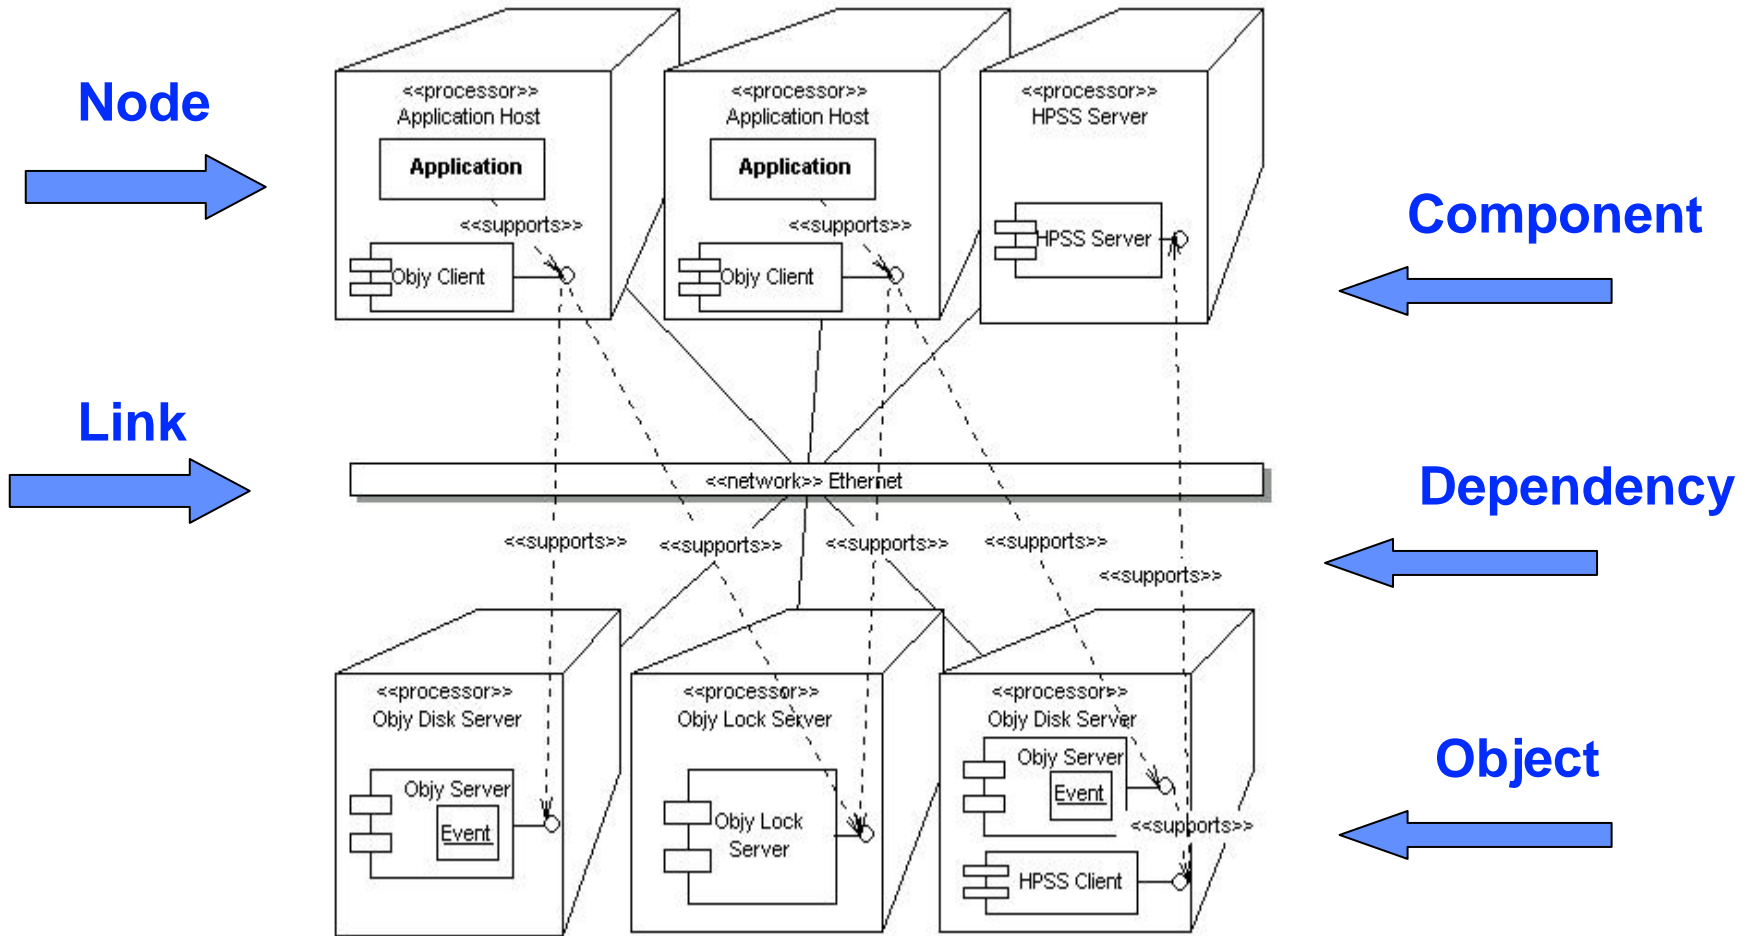 Node
Link
Component
Dependency
Object
<<processor>>
Application Host
Application
<<supports>>
Objy Client
<<processor>>
Application Host
Application
<<supports>>
Objy Client
<<processor>>
HPSS Server
HPSS Server
<<network>> Ethernet
<<supports>>
<<supports>>
<<supports>>
<<supports>>
<<supports>>
<<processor>>
Objy Disk Server
Objy Server
Event
<<processor>>
Objy Lock Server
Objy Lock
Server
<<processor>>
Objy Disk Server
Objy Server
Event
<<supports>>
HPSS Client